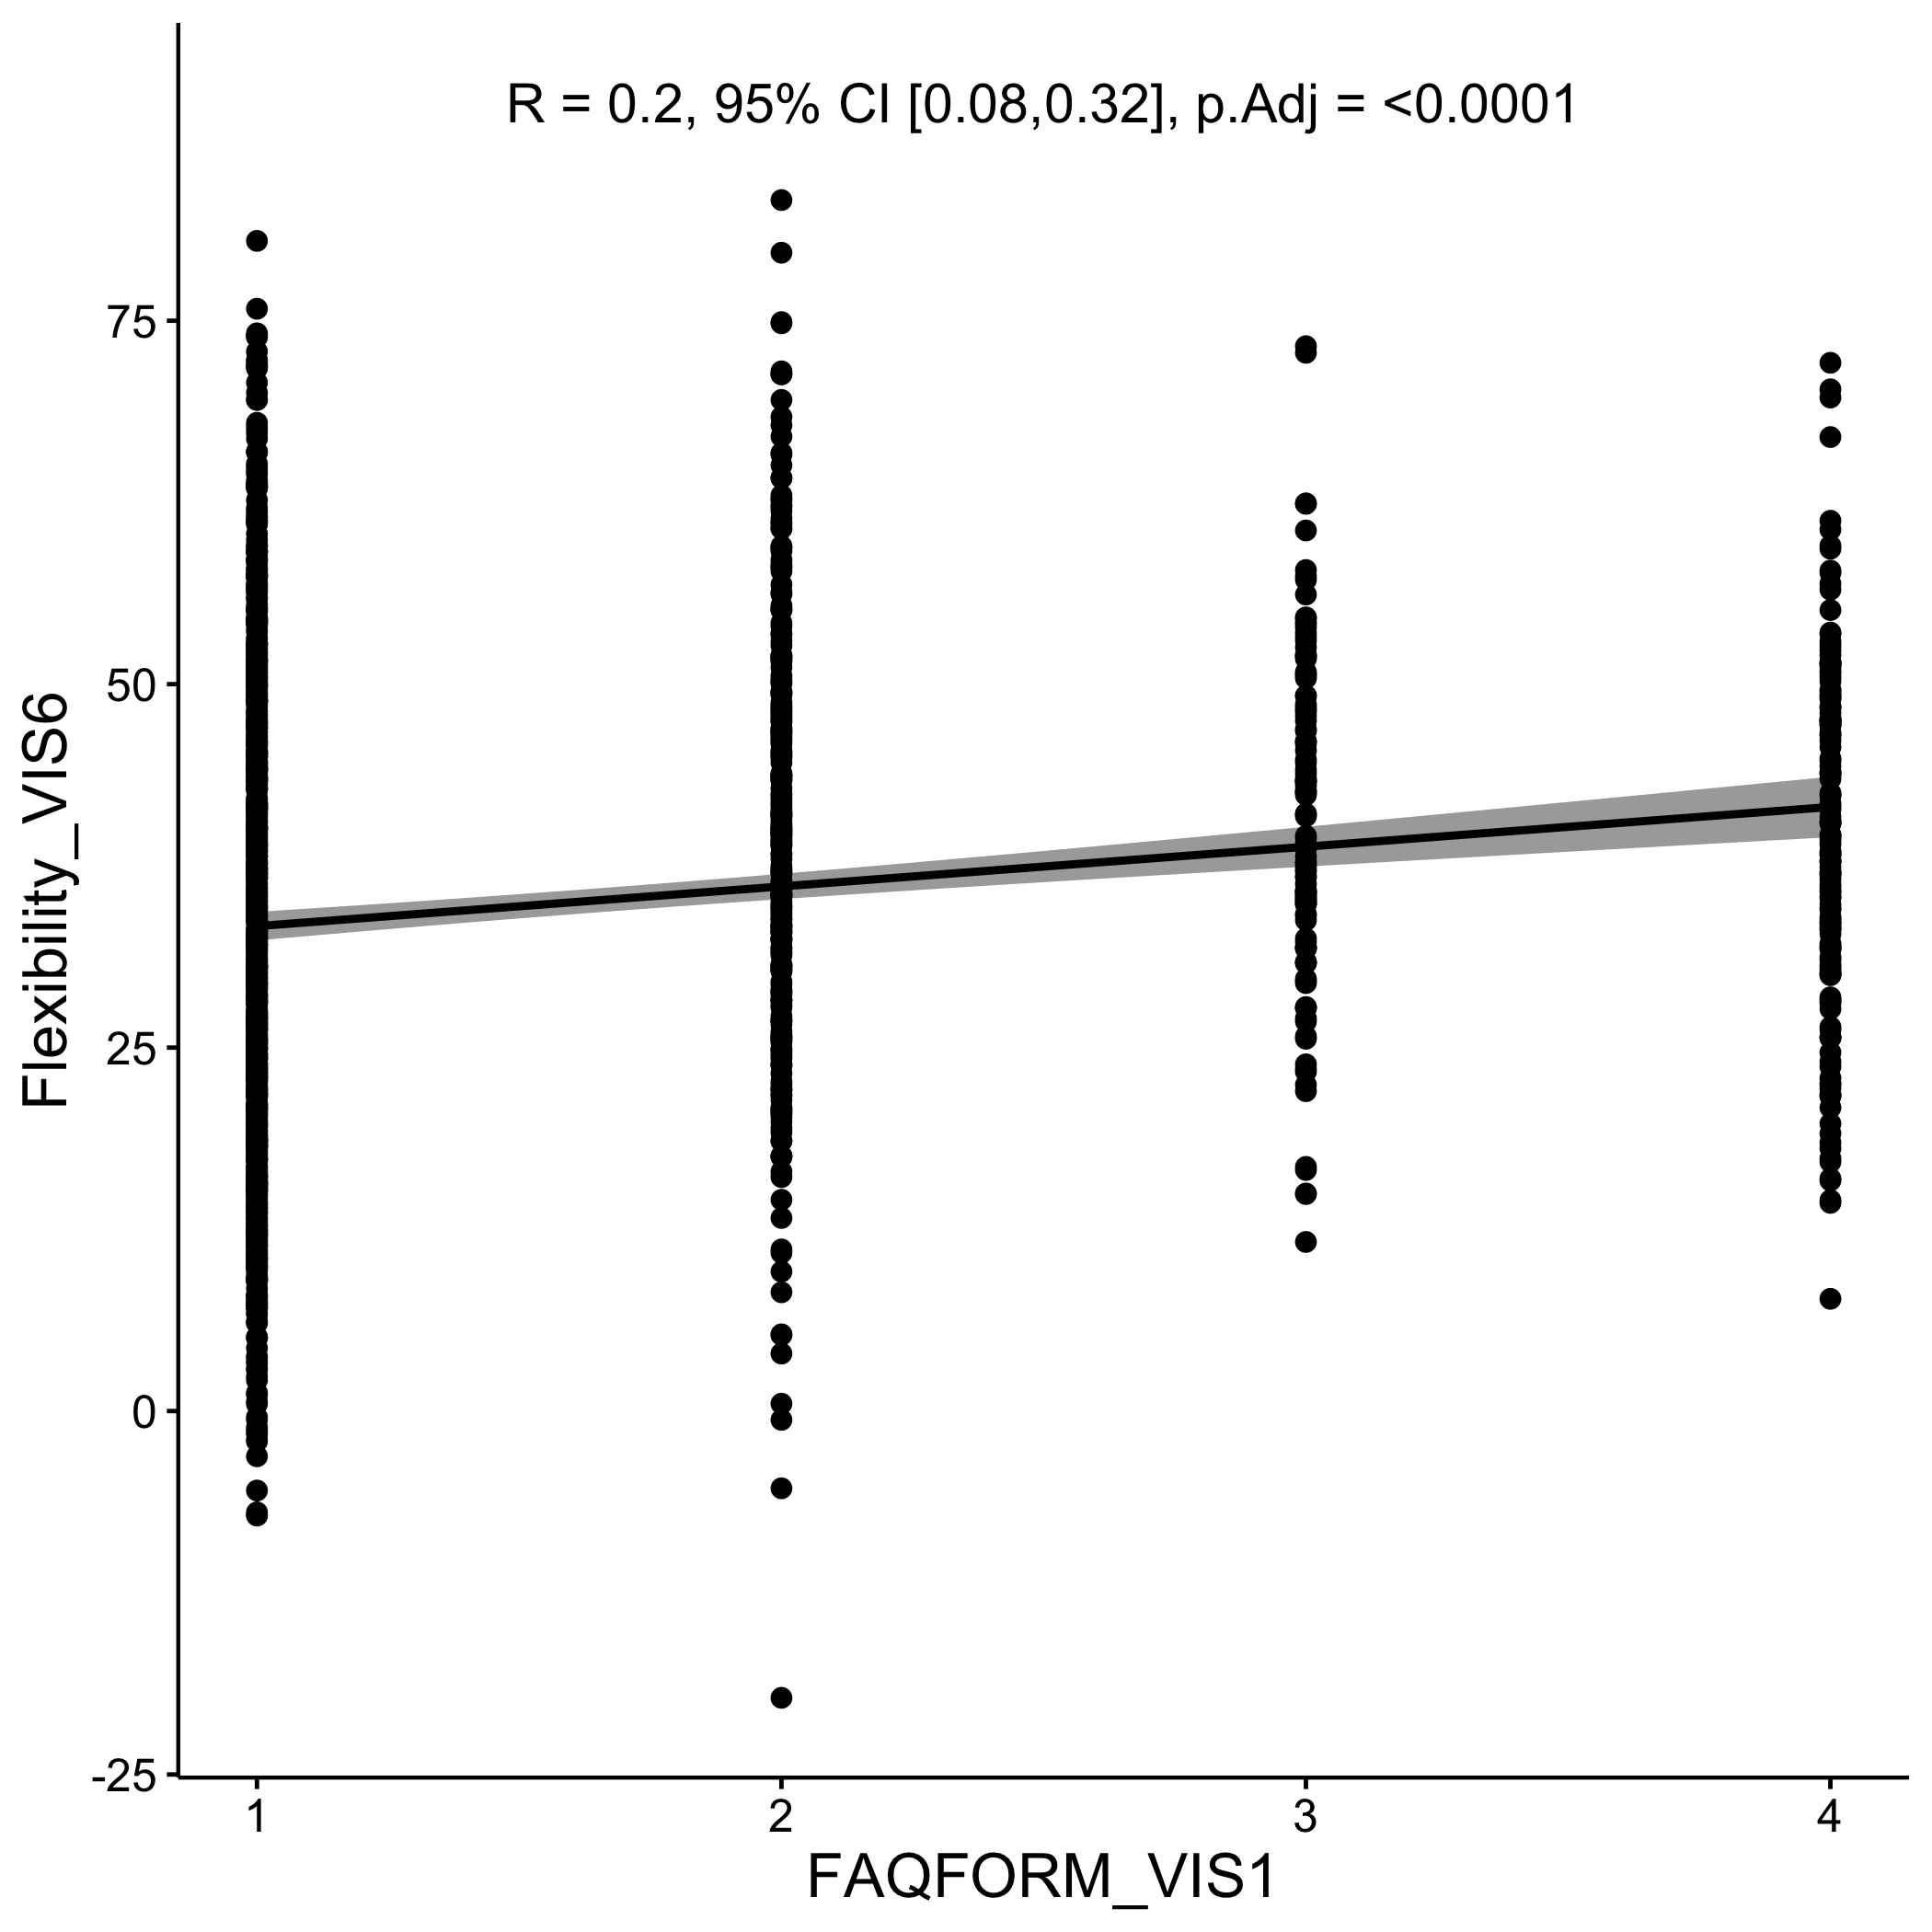 R = 0.2, 95% CI [0.08,0.32], p.Adj = <0.0001
Flexibility_VIS6
75
50
25
0
-25
1 2 3 4
FAQFORM_VIS1